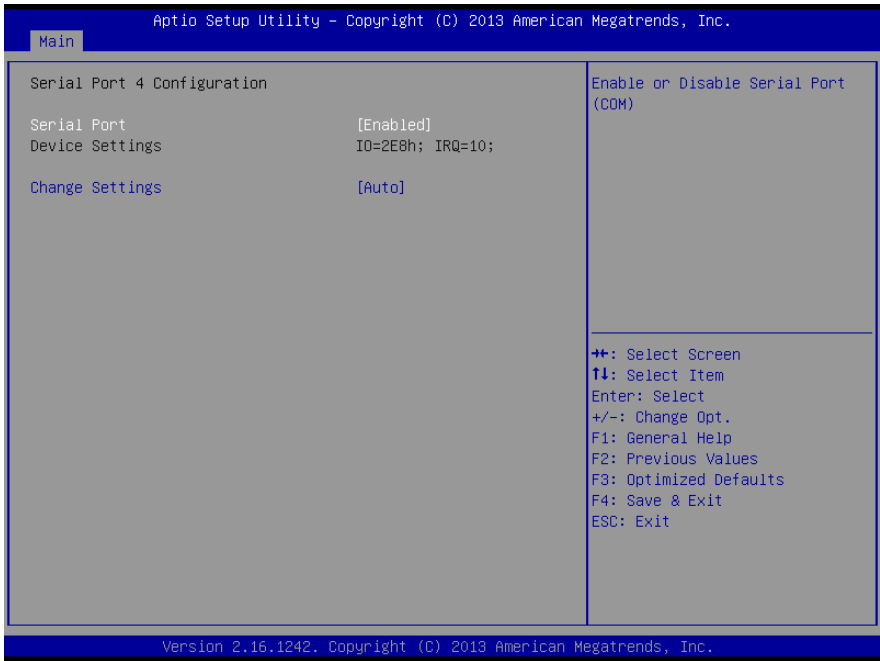 Aptio Setup Utility – Copyright (C) 2013 American Megatrends, Inc.
Main
Serial Port 4 Configuration
Serial Port [Enabled]
Device Settings IO=2E8h; IRQ=10;
Change Settings [Auto]
Enable or Disable Serial Port
(COM)
→←: Select Screen
↑↓: Select Item
Enter: Select
+/-: Change Opt.
F1: General Help
F2: Previous Values
F3: Optimized Defaults
F4: Save & Exit
ESC: Exit
Version 2.16.1242. Copyright (C) 2013 American Megatrends, Inc.